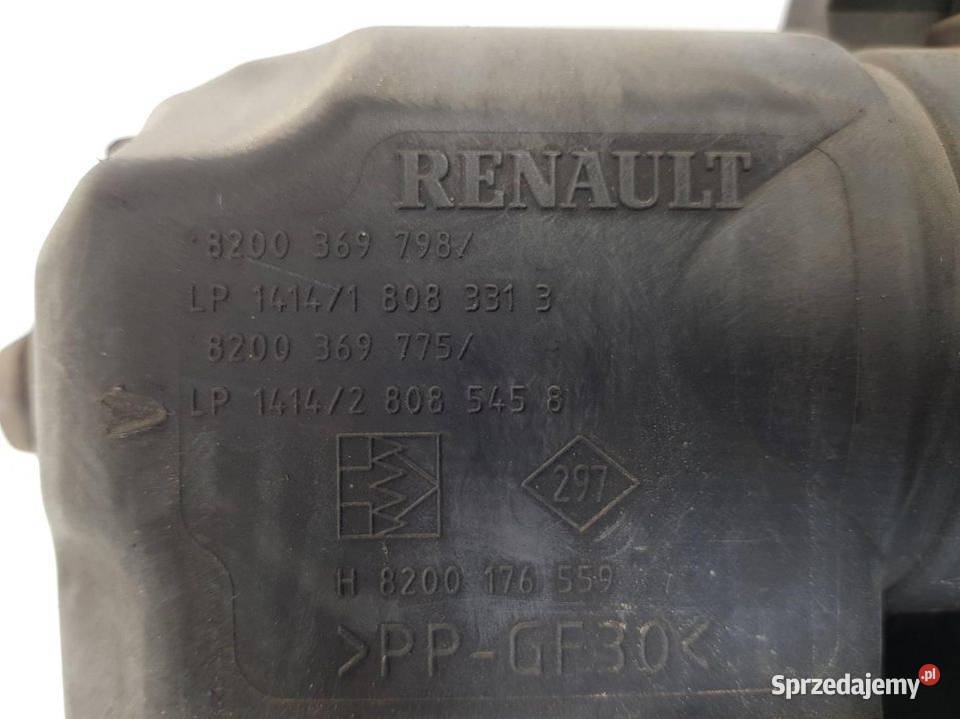 RENAULT
8200 369 798/
LP 1414/1 808 331 3
8200 369 775/
LP 1414/2 808 545 8
297
H 8200 176 559
>PP-GF30<
Sprzedajemy.pl